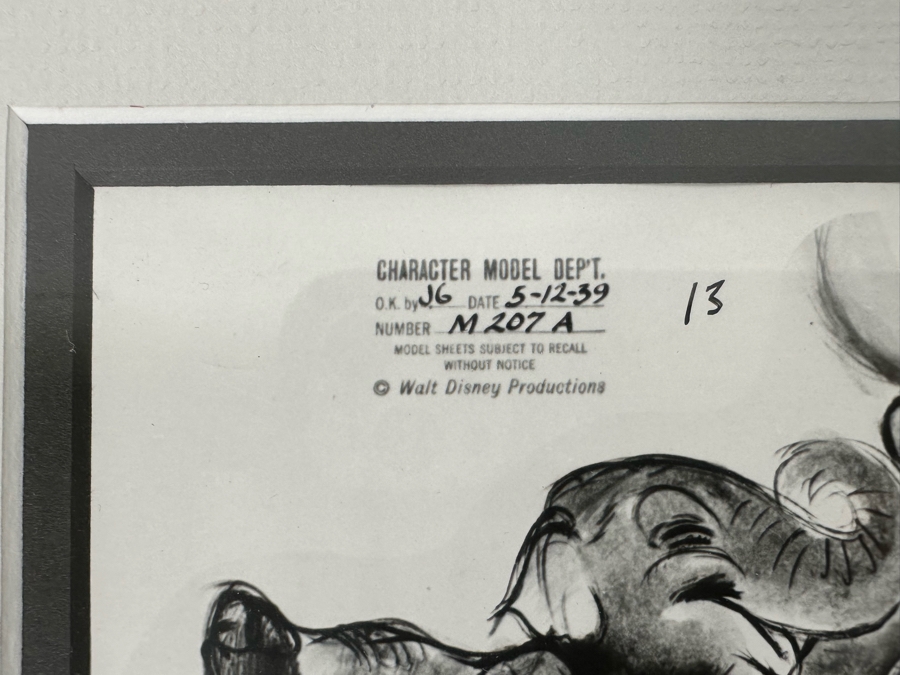 CHARACTER MODEL DEP'T.
O.K. by JG DATE 5-12-39
NUMBER M 207 A
MODEL SHEETS SUBJECT TO RECALL
WITHOUT NOTICE
© Walt Disney Productions
13